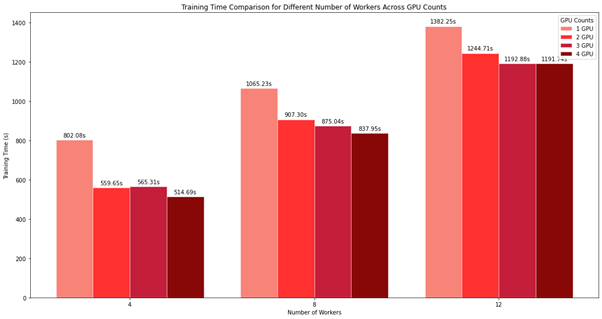 Training Time Comparison for Different Number of Workers Across GPU Counts
Training Time (s)
1400
1200
1000
800
600
400
200
0
802.08s
559.65s
565.31s
514.69s
1065.23s
907.30s
875.04s
837.95s
1382.25s
1244.71s
1192.88s
GPU Counts
1 GPU
2 GPU
3 GPU
4 GPU
4
8
12
Number of Workers